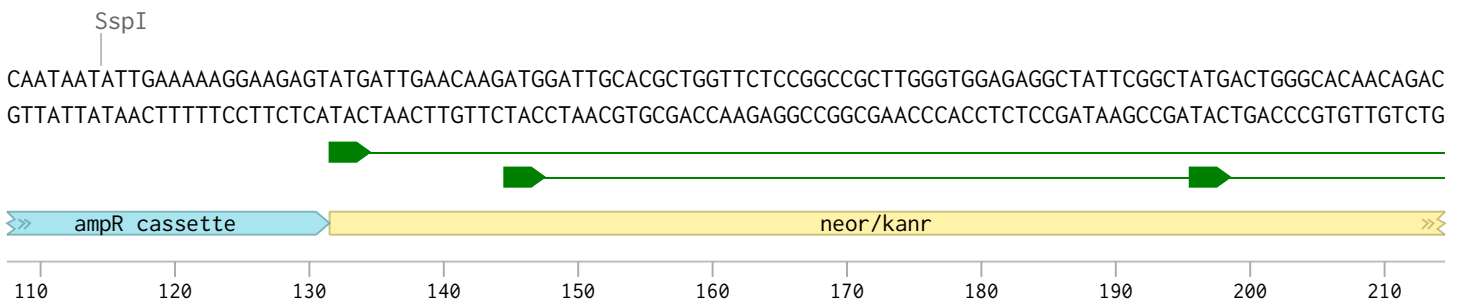 SspI
CAATAATATTGAAAAAGGAAGAGTATGATTGAACAAGATGGATTGCACGCTGGTTCTCCGGCCGCTTGGGTGGAGAGGCTATTCGGCTATGACTGGGCACAACAGAC
GTTATTATAACTTTTTCCTTCTCATACTAACTTGTTCTACCTAACGTGCGACCAAGAGGCCGGCGAACCCACCTCTCCGATAAGCCGATACTGACCCGTGTTGTCTG
ampR cassette neor/kanr
110 120 130 140 150 160 170 180 190 200 210